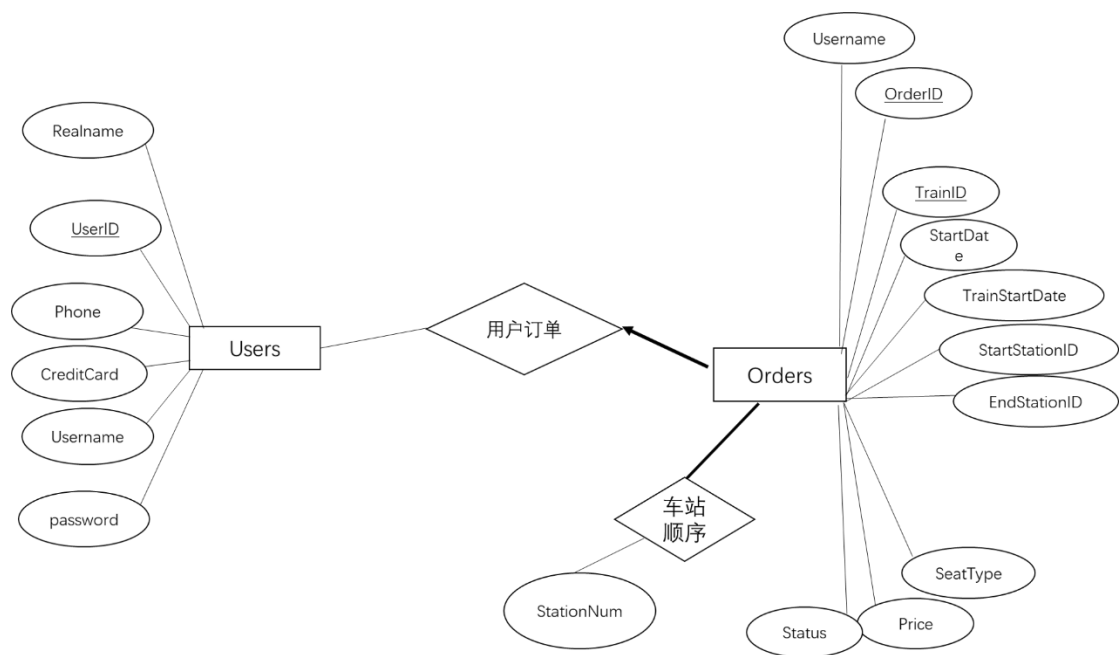 Username
OrderID
Realname
TrainID
UserID
StartDat
e
TrainStartDate
Phone
用户订单
Users
StartStationID
Orders
CreditCard
EndStationID
Username
车站
顺序
password
SeatType
StationNum
Price
Status